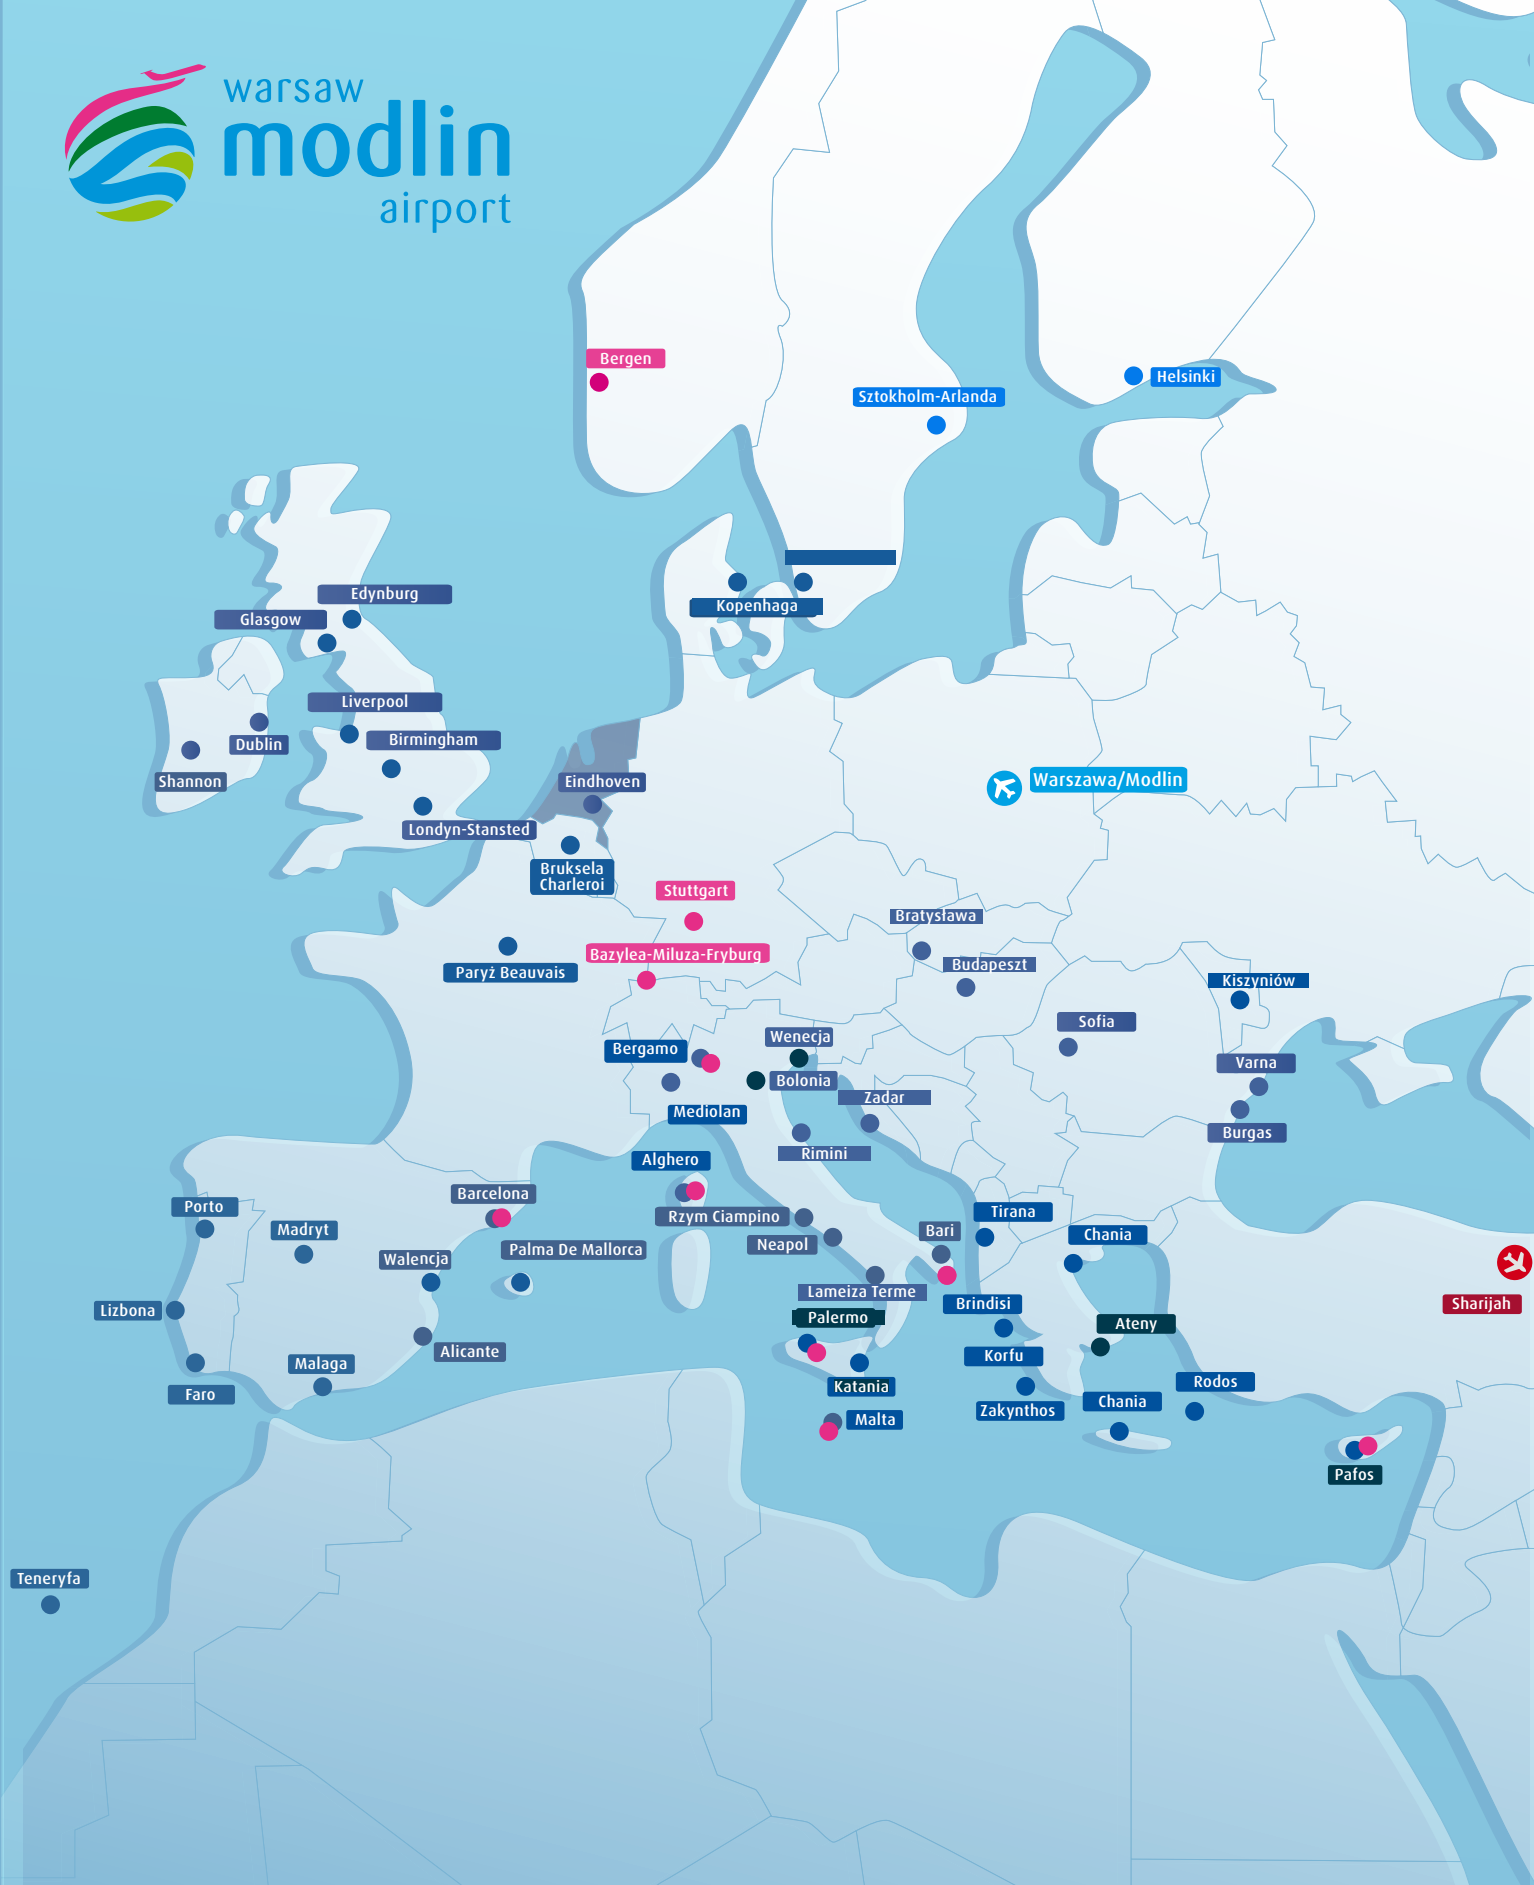 warsaw
modlin
airport
Bergen
Helsinki
Sztokholm-Arlanda
Edynburg
Kopenhaga
Glasgow
Liverpool
Birmingham
Dublin
Shannon
Eindhoven
Warszawa/Modlin
Londyn-Stansted
Bruksela
Charleroi
Stuttgart
Bratysława
Bazylea-Miluza-Fryburg
Budapeszt
Paryż Beauvais
Kiszyniów
Sofia
Wenecja
Bergamo
Varna
Bolonia
Zadar
Mediolan
Burgas
Rimini
Alghero
Barcelona
Porto
Tirana
Rzym Ciampino
Madryt
Bari
Chania
Neapol
Palma De Mallorca
Walencja
Lameiza Terme
Brindisi
Sharijah
Lizbona
Palermo
Ateny
Alicante
Korfu
Malaga
Rodos
Katania
Faro
Chania
Zakynthos
Malta
Pafos
Teneryfa